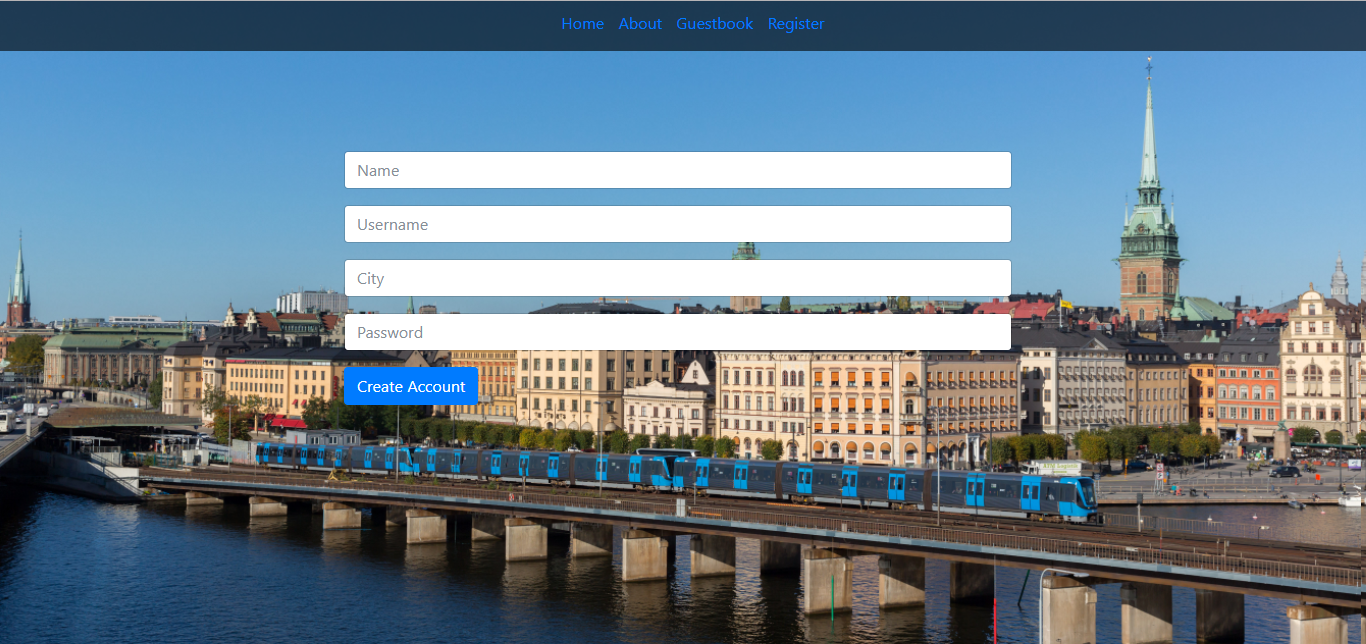 Home About Guestbook Register
Name
Username
City
Password
Create Account